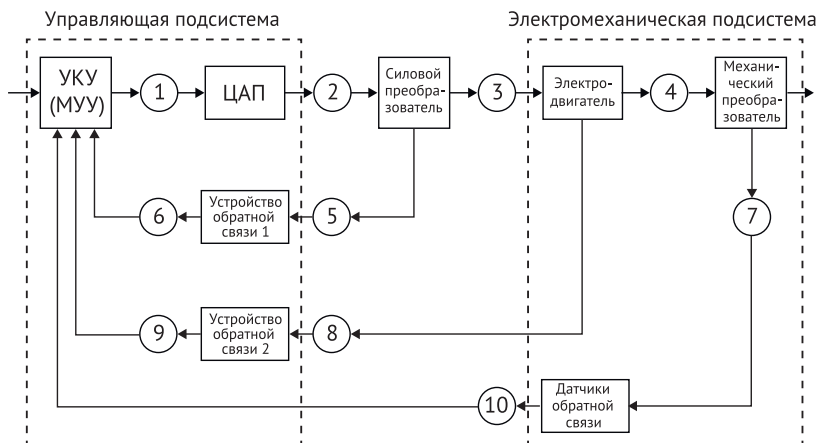 Управляющая подсистема
Электромеханическая подсистема
УКУ
(МУУ)
1
ЦАП
2
Силовой
преобра-
зователь
3
Электро-
двигатель
4
Механи-
ческий
преобра-
зователь
6
Устройство
обратной
связи 1
5
7
9
Устройство
обратной
связи 2
8
10
Датчики
обратной
связи